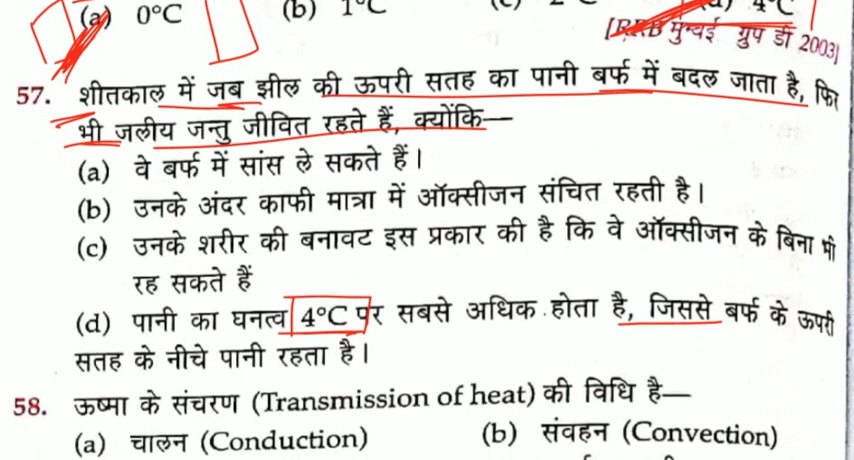 (a) 0°C (b) 1°C
4°C
[RRB मुम्बई ग्रुप डी 2003]
57. शीतकाल में जब झील की ऊपरी सतह का पानी बर्फ में बदल जाता है, फिर
भी जलीय जन्तु जीवित रहते हैं, क्योंकि—
(a) वे बर्फ में सांस ले सकते हैं।
(b) उनके अंदर काफी मात्रा में ऑक्सीजन संचित रहती है।
(c) उनके शरीर की बनावट इस प्रकार की है कि वे ऑक्सीजन के बिना भी
रह सकते हैं
(d) पानी का घनत्व 4°C पर सबसे अधिक होता है, जिससे बर्फ के ऊपरी
सतह के नीचे पानी रहता है।
58. ऊष्मा के संचरण (Transmission of heat) की विधि है—
(a) चालन (Conduction) (b) संवहन (Convection)